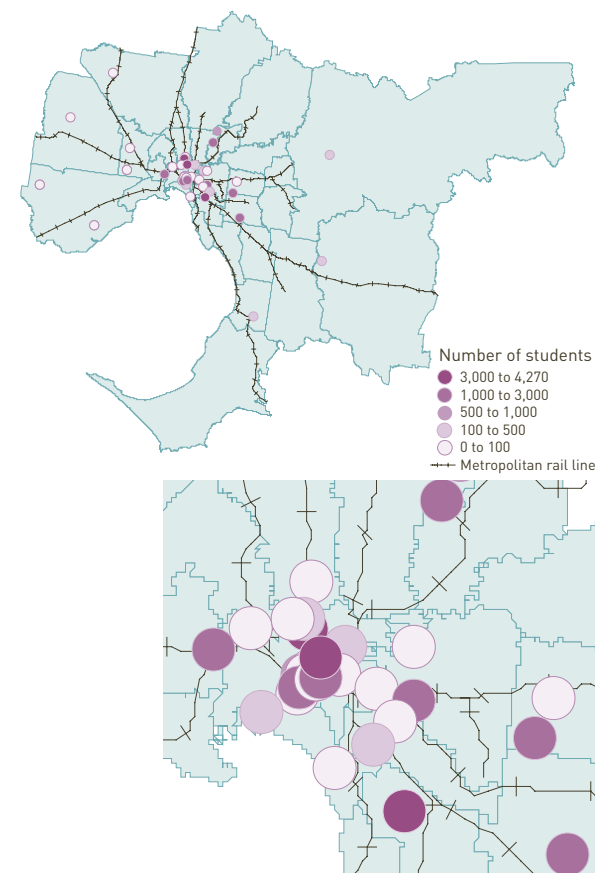 Number of students
3,000 to 4,270
1,000 to 3,000
500 to 1,000
100 to 500
0 to 100
Metropolitan rail line